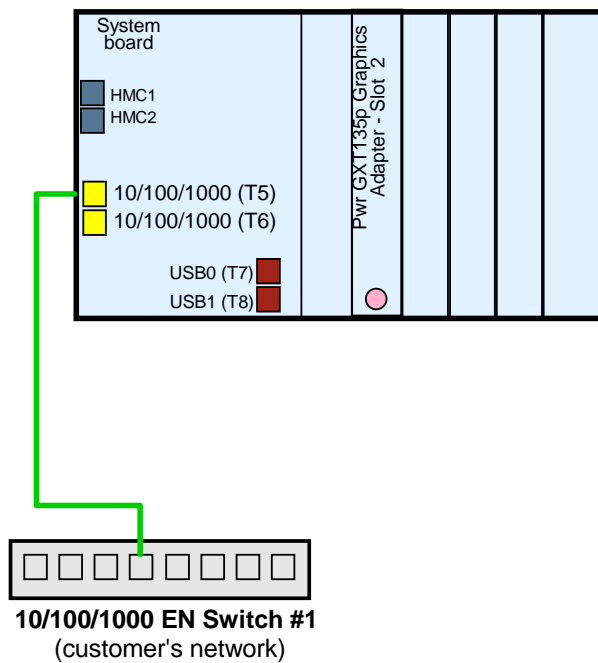 System
board
HMC1
HMC2
10/100/1000 (T5)
10/100/1000 (T6)
USB0 (T7)
USB1 (T8)
Pwr GXT135p Graphics
Adapter - Slot 2
10/100/1000 EN Switch #1
(customer's network)